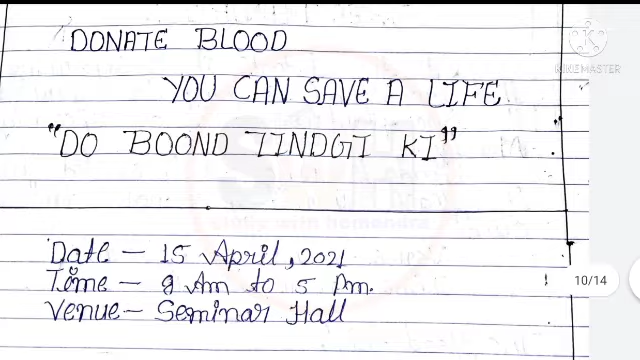 DONATE BLOOD
KINEMASTER
YOU CAN SAVE A LIFE
"DO BOOND ZINDGI KI"
Date - 15 April, 2021
Time - 9 Am to 5 Pm.
10/14
Venue - Seminar Hall